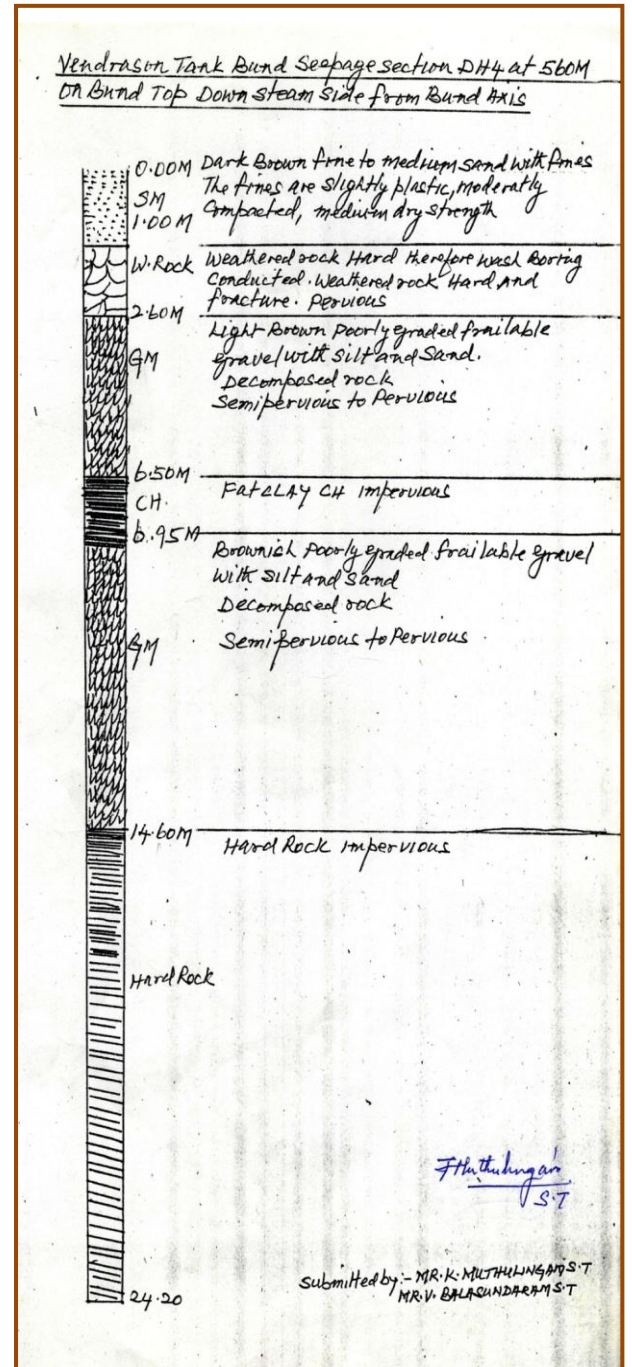 Vendrason Tank Bund Seepage section DH4 at 560M
on Bund Top Down steam side from Bund Axis
0.00M Dark Brown fine to medium sand with fines
The fines are slightly plastic, moderatly
SM
Compacted, medium dry strength
1.00M
W.Rock Weathered rock Hard therefore wash Boring
Conducted. Weathered rock Hard and
fracture. Pervious
2.60M
Light Brown Poorly graded frailable
GM gravel with silt and Sand.
Decomposed rock
Semipervious to Pervious
6.50M
CH. Fat CLAY CH impervious
6.95M
Brownish Poorly graded frailable gravel
with silt and sand
Decomposed rock
GM Semipervious to Pervious
14.60M
Hard Rock impervious
Hard Rock
S.T
Submitted by:- MR.K. MUTHULINGAM S.T
MR.V. BALASUNDARAM S.T
24.20